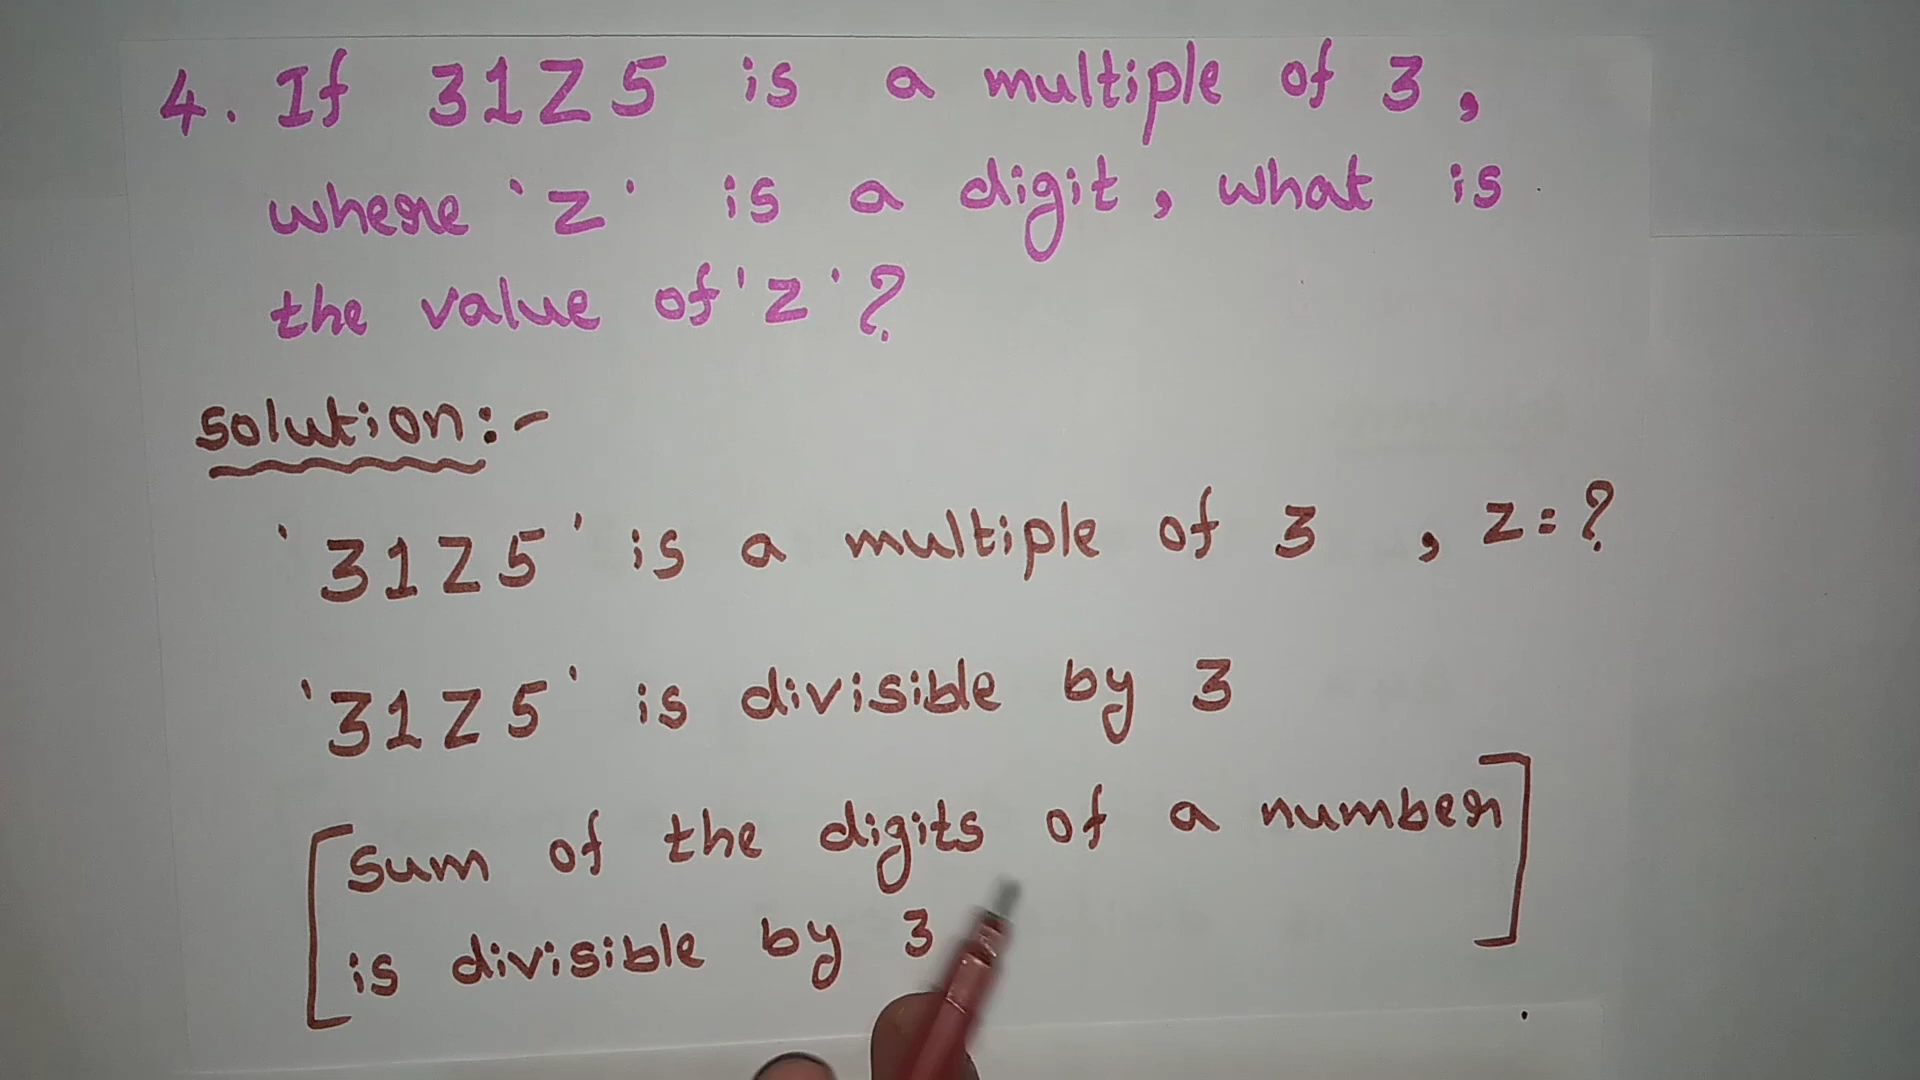 4. If 31Z5 is a multiple of 3,
where 'z' is a digit, what is
the value of 'z'?
Solution:-
'31Z5' is a multiple of 3 , z=?
'31Z5' is divisible by 3
[Sum of the digits of a number
is divisible by 3]